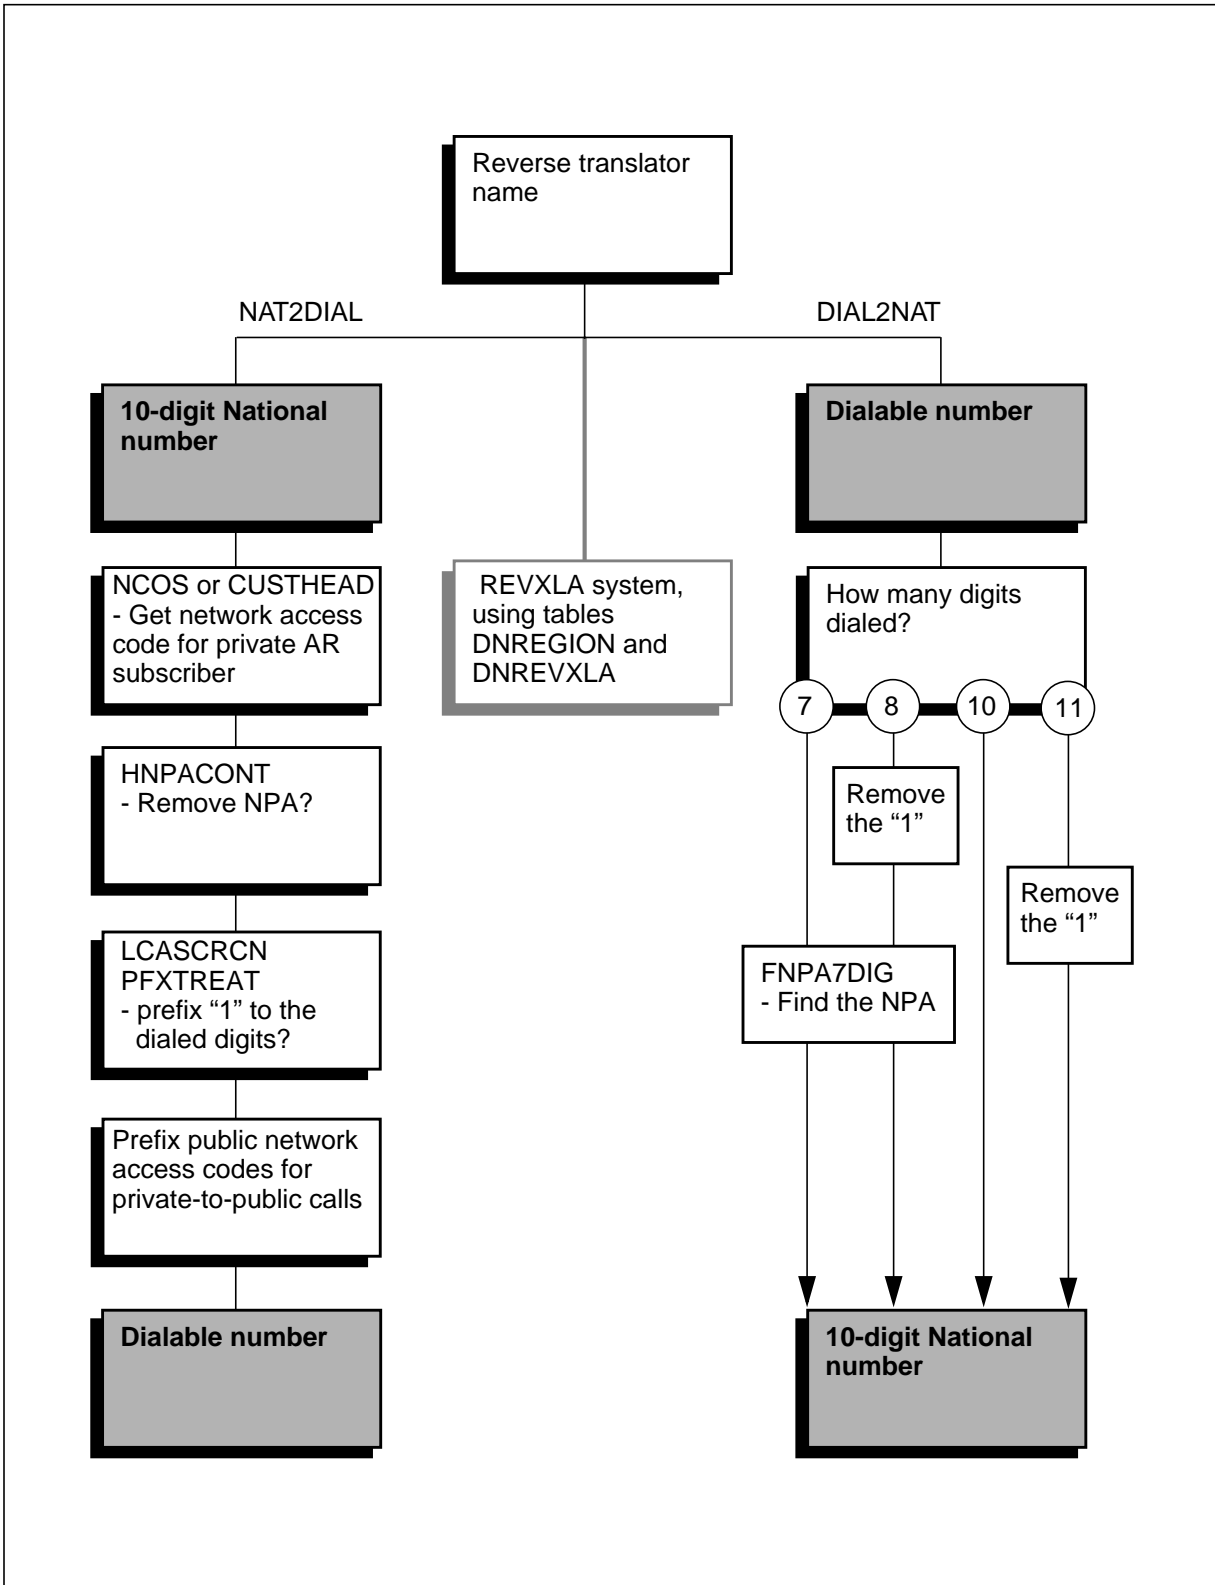 Reverse translator
name
NAT2DIAL
DIAL2NAT
10-digit National
number
NCOS or CUSTHEAD
- Get network access
code for private AR
subscriber
HNPACONT
- Remove NPA?
LCASCRCN
PFXTREAT
- prefix “1” to the
dialed digits?
Prefix public network
access codes for
private-to-public calls
Dialable number
REVXLA system,
using tables
DNREGION and
DNREVXLA
Dialable number
How many digits
dialed?
7
8
10
11
Remove
the “1”
Remove
the “1”
FNPA7DIG
- Find the NPA
10-digit National
number